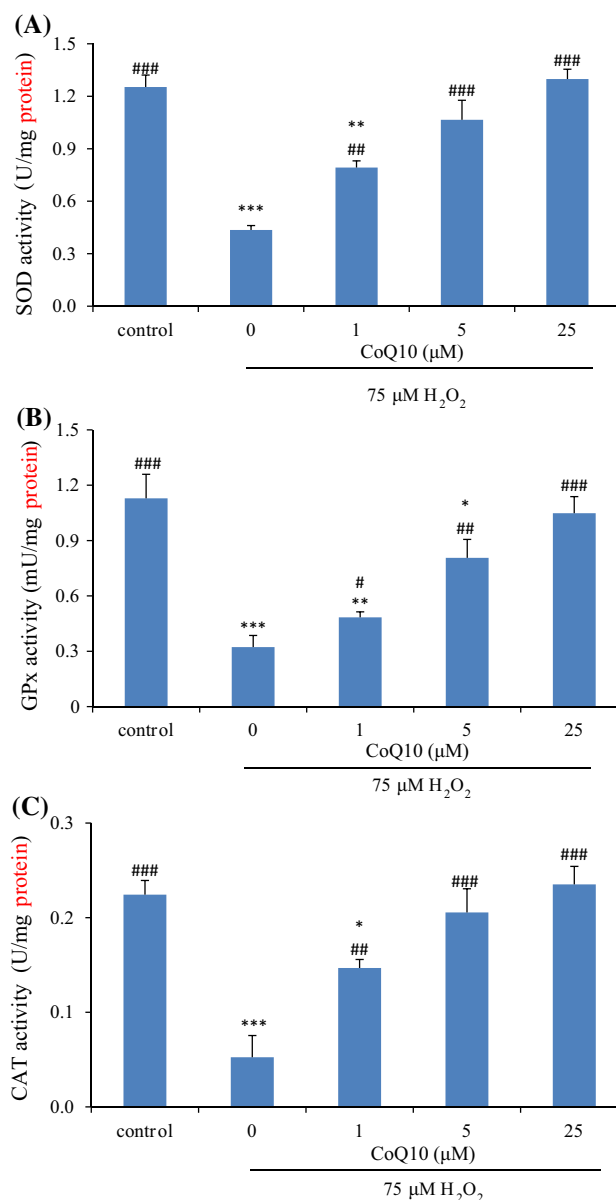 (A)
SOD activity (U/mg protein)
1.5
1.2
0.9
0.6
0.3
0.0
###
***
**
##
###
###
control 0 1 5 25
CoQ10 (μM)
75 μM H₂O₂
(B)
GPx activity (mU/mg protein)
1.5
1.2
0.9
0.6
0.3
0
###
***
#
**
*
##
###
control 0 1 5 25
CoQ10 (μM)
75 μM H₂O₂
(C)
CAT activity (U/mg protein)
0.3
0.2
0.1
0.0
###
***
*
##
###
###
control 0 1 5 25
CoQ10 (μM)
75 μM H₂O₂